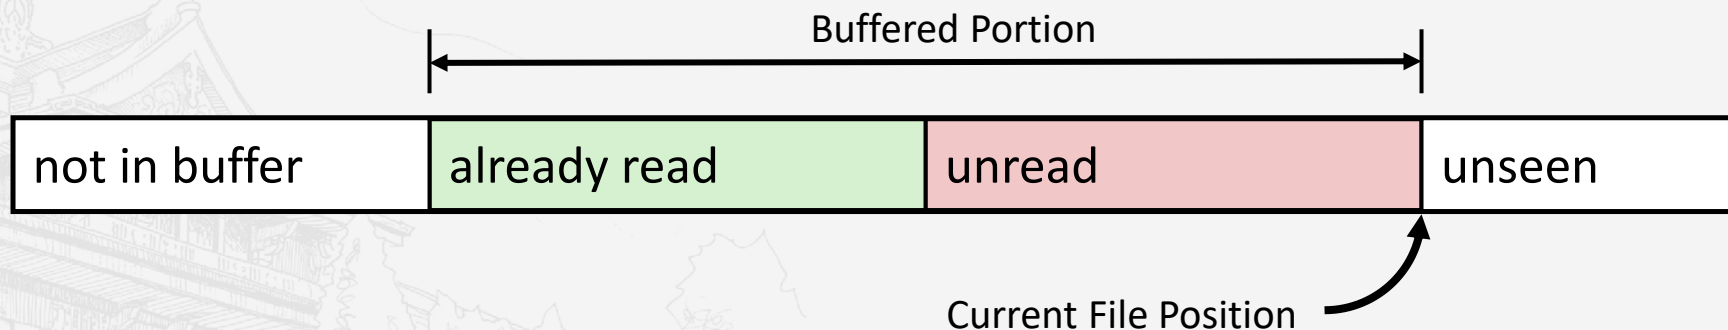 Buffered Portion
not in buffer
already read
unread
unseen
Current File Position